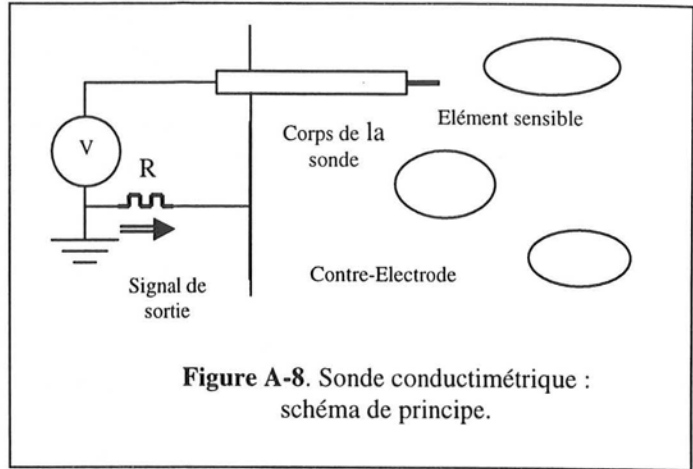 V
R
Corps de la
sonde
Elément sensible
Signal de
sortie
Contre-Electrode
Figure A-8. Sonde conductimétrique :
schéma de principe.